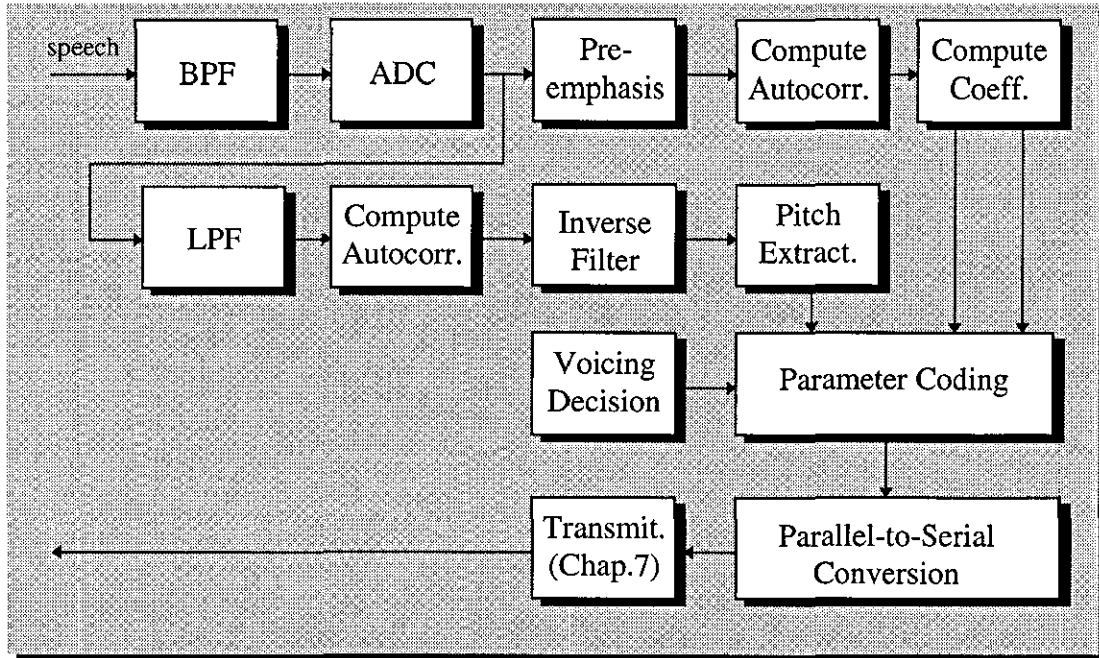 speech
BPF
ADC
Pre-
emphasis
Compute
Autocorr.
Compute
Coeff.
LPF
Compute
Autocorr.
Inverse
Filter
Pitch
Extract.
Voicing
Decision
Parameter Coding
Transmit.
(Chap.7)
Parallel-to-Serial
Conversion